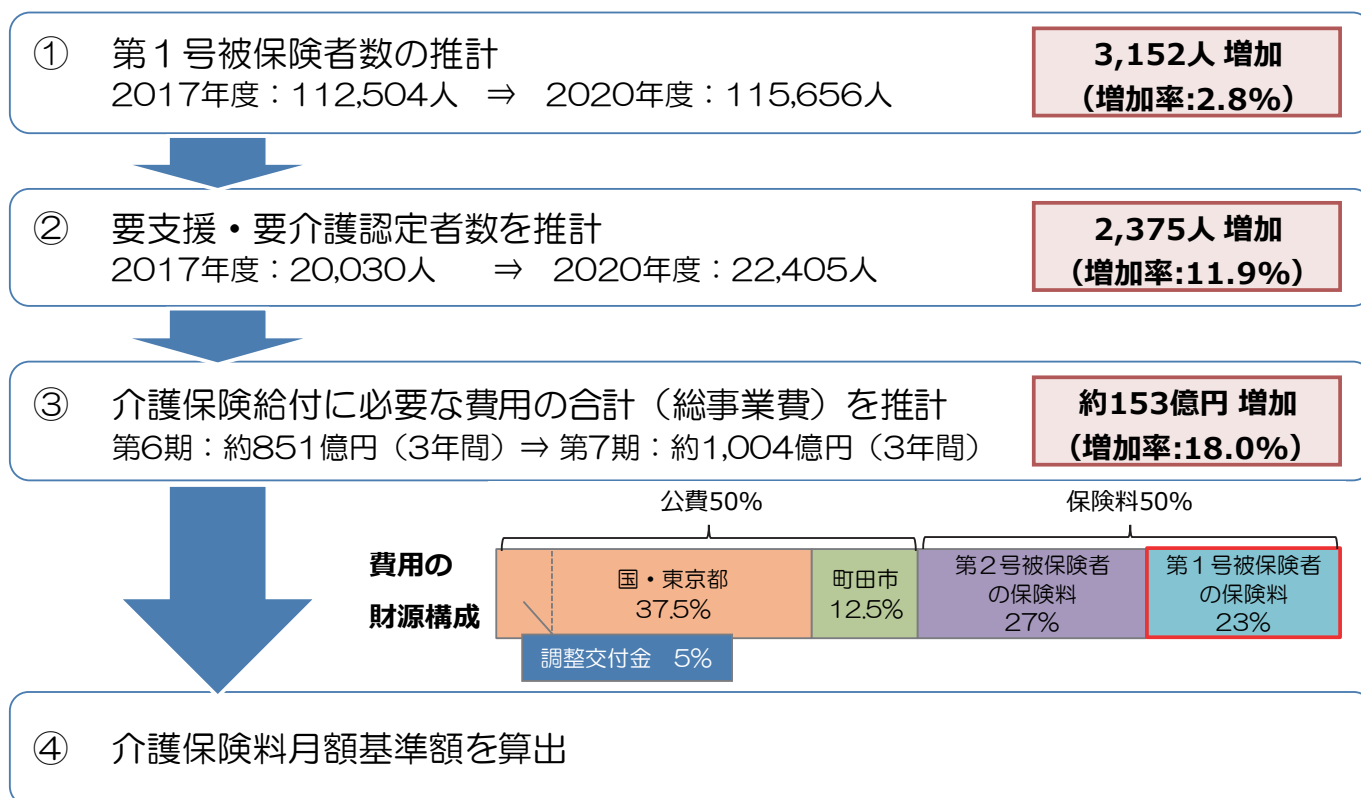 ① 第１号被保険者数の推計
2017年度：112,504人 ⇒ 2020年度：115,656人
3,152人 増加
（増加率:2.8%）
② 要支援・要介護認定者数を推計
2017年度：20,030人 ⇒ 2020年度：22,405人
2,375人 増加
（増加率:11.9%）
③ 介護保険給付に必要な費用の合計（総事業費）を推計
第6期：約851億円（3年間）⇒ 第7期：約1,004億円（3年間）
約153億円 増加
（増加率:18.0%）
公費50%
保険料50%
費用の
財源構成
国・東京都
37.5%
町田市
12.5%
第２号被保険者
の保険料
27%
第１号被保険者
の保険料
23%
調整交付金 5%
④ 介護保険料月額基準額を算出